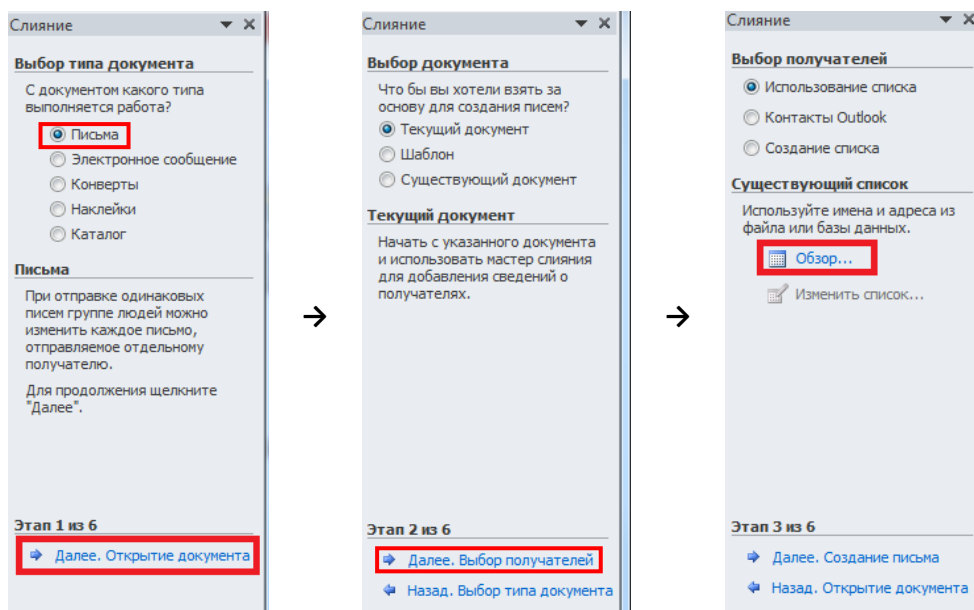 Слияние
Выбор типа документа
С документом какого типа
выполняется работа?
Письма
Электронное сообщение
Конверты
Наклейки
Каталог
Письма
При отправке одинаковых
писем группе людей можно
изменить каждое письмо,
отправляемое отдельному
получателю.
Для продолжения щелкните
"Далее".
Этап 1 из 6
Далее. Открытие документа
→
Слияние
Выбор документа
Что бы вы хотели взять за
основу для создания писем?
Текущий документ
Шаблон
Существующий документ
Текущий документ
Начать с указанного документа
и использовать мастер слияния
для добавления сведений о
получателях.
Этап 2 из 6
Далее. Выбор получателей
Назад. Выбор типа документа
→
Слияние
Выбор получателей
Использование списка
Контакты Outlook
Создание списка
Существующий список
Используйте имена и адреса из
файла или базы данных.
Обзор...
Изменить список...
Этап 3 из 6
Далее. Создание письма
Назад. Открытие документа